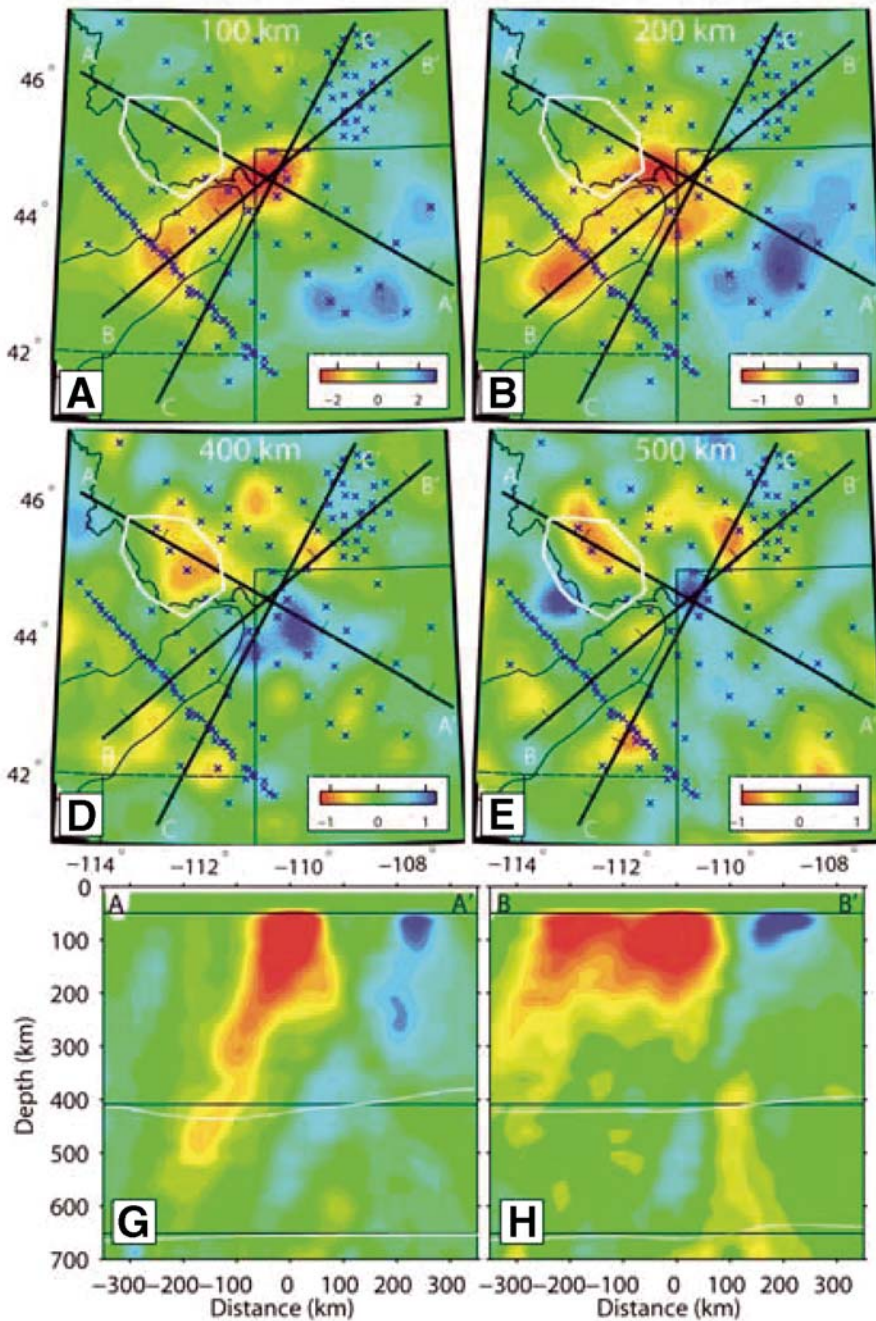 100 km
A
C'
B'
46°
44°
42°
B
C
A'
A
-2 0 2
200 km
A
C'
B'
B
C
A'
B
-1 0 1
400 km
A
C'
B'
46°
44°
42°
B
C
A'
D
-1 0 1
500 km
A
C'
B'
B
C
A'
E
-1 0 1
-114° -112° -110° -108°
-114° -112° -110° -108°
A A'
0
100
200
300
400
500
600
700
Depth (km)
G
-300 -200 -100 0 100 200 300
Distance (km)
B B'
H
-300 -200 -100 0 100 200 300
Distance (km)